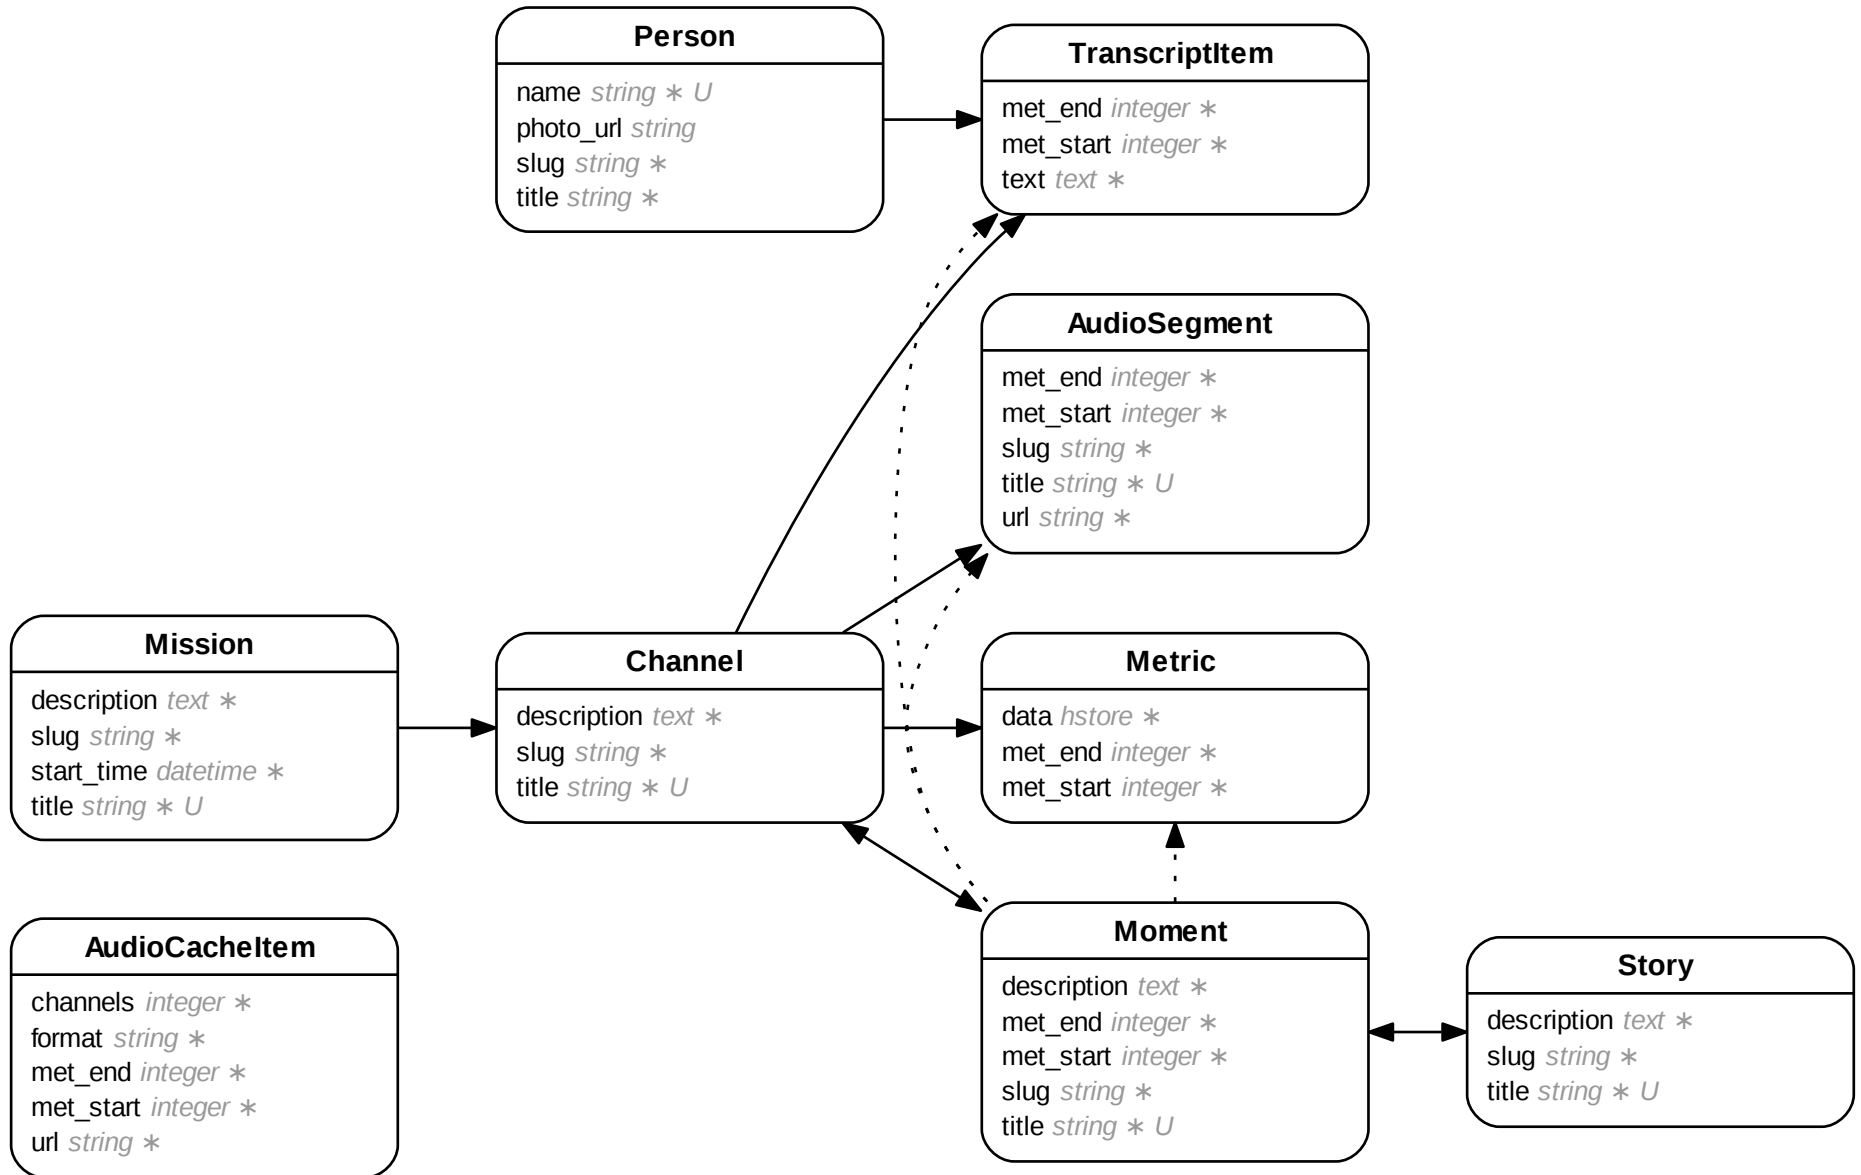 Person
name string ∗ U
photo_url string
slug string ∗
title string ∗
TranscriptItem
met_end integer ∗
met_start integer ∗
text text ∗
AudioSegment
met_end integer ∗
met_start integer ∗
slug string ∗
title string ∗ U
url string ∗
Mission
description text ∗
slug string ∗
start_time datetime ∗
title string ∗ U
Channel
description text ∗
slug string ∗
title string ∗ U
Metric
data hstore ∗
met_end integer ∗
met_start integer ∗
AudioCacheItem
channels integer ∗
format string ∗
met_end integer ∗
met_start integer ∗
url string ∗
Moment
description text ∗
met_end integer ∗
met_start integer ∗
slug string ∗
title string ∗ U
Story
description text ∗
slug string ∗
title string ∗ U